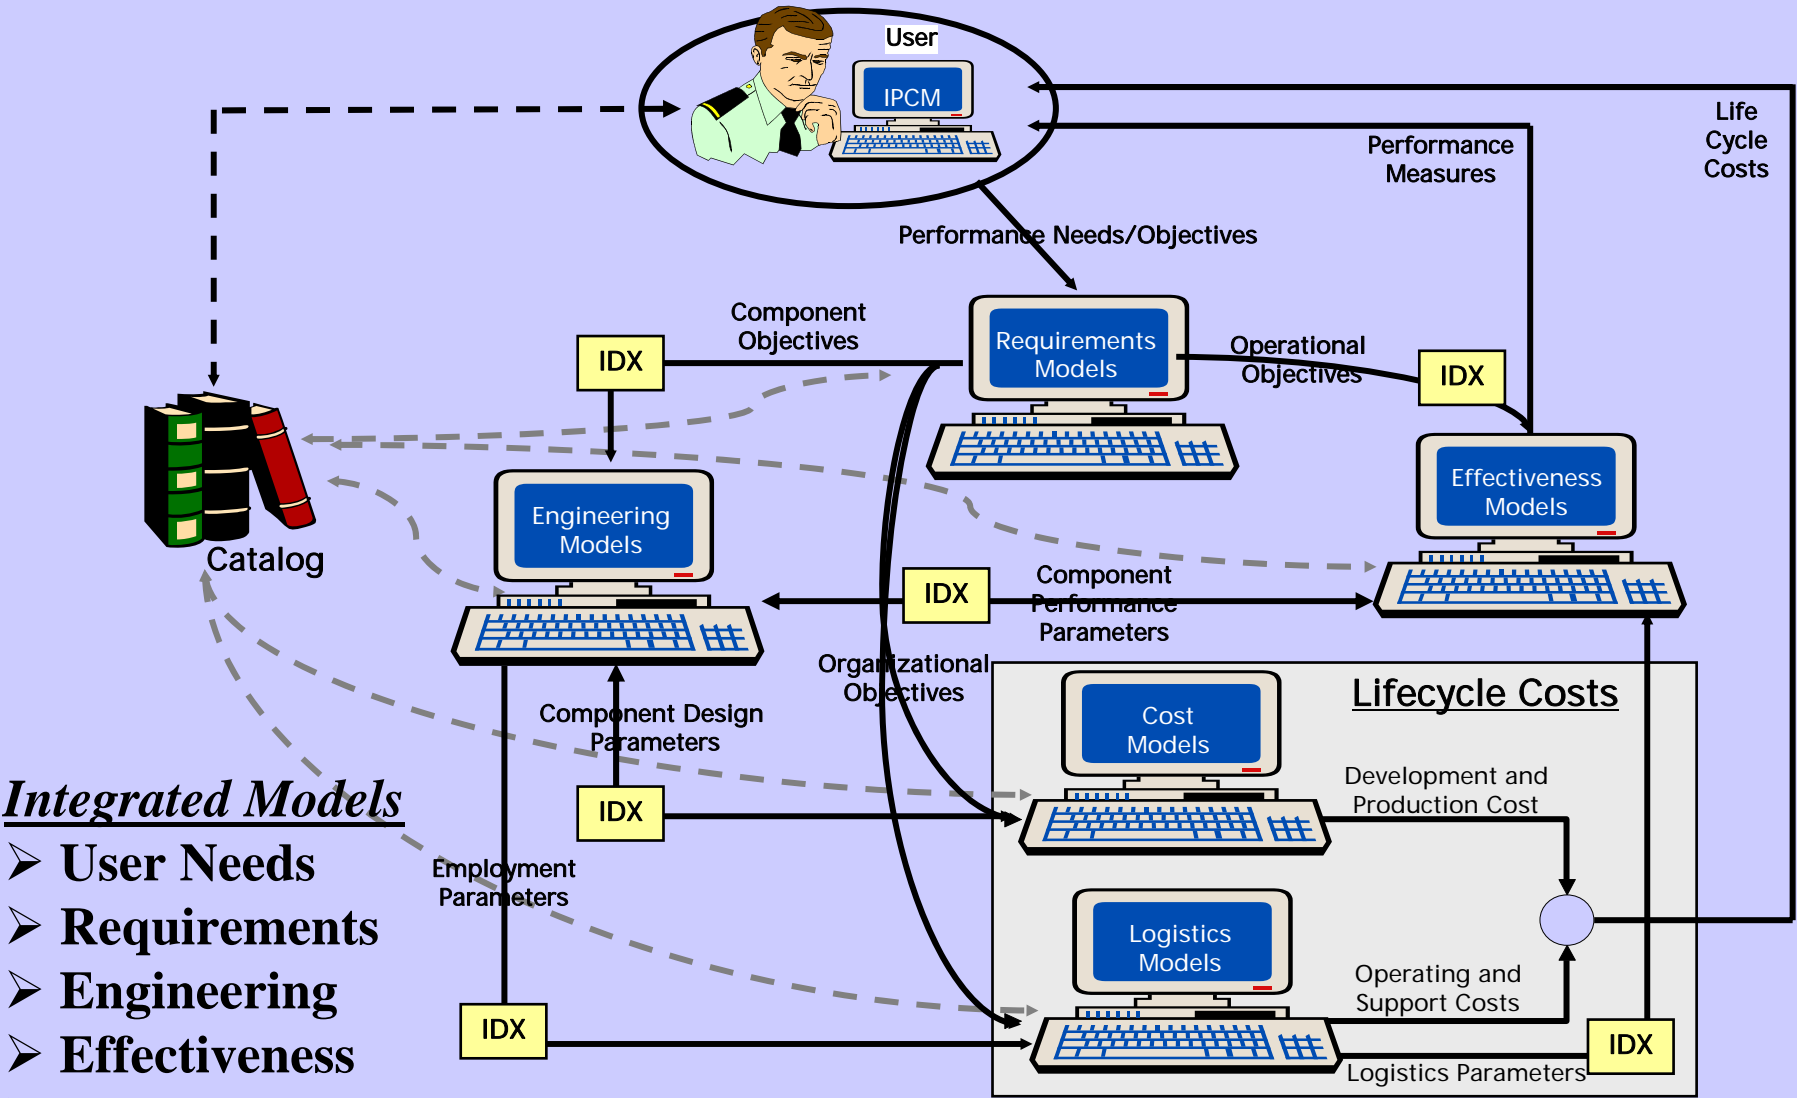 User
IPCM
Life
Cycle
Costs
Performance
Measures
Performance Needs/Objectives
Component
Objectives
IDX
Requirements
Models
Operational
Objectives
IDX
Effectiveness
Models
Engineering
Models
Catalog
IDX
Component
Performance
Parameters
Organizational
Objectives
Lifecycle Costs
Component Design
Parameters
Cost
Models
Development and
Production Cost
IDX
Integrated Models
➢ User Needs
➢ Requirements
➢ Engineering
➢ Effectiveness
Employment
Parameters
Logistics
Models
Operating and
Support Costs
IDX
IDX
Logistics Parameters